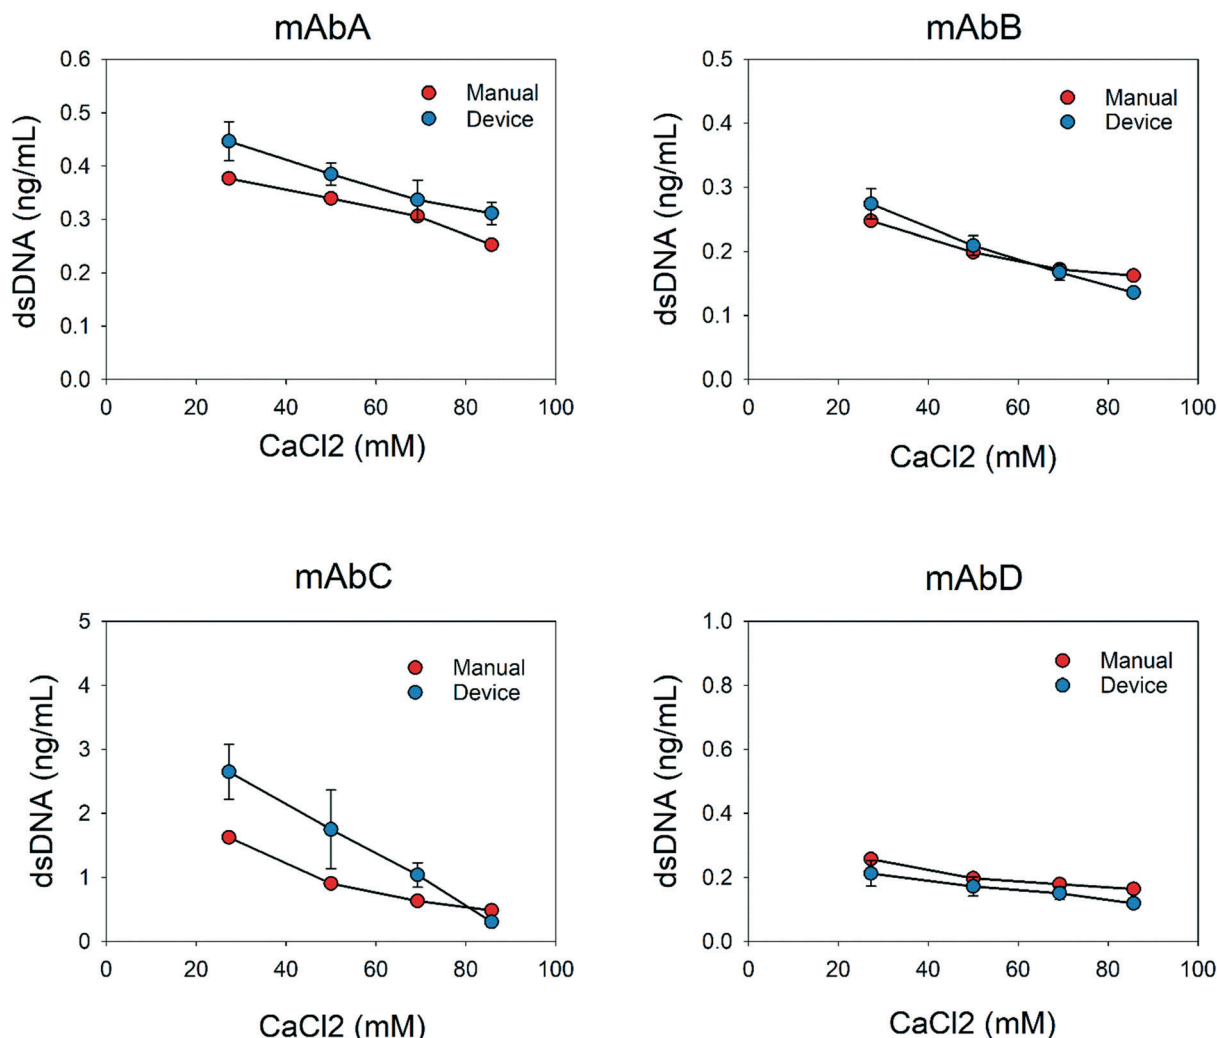 mAbA
0.6
0.5
0.4
0.3
0.2
0.1
0.0
dsDNA (ng/mL)
Manual
Device
0 20 40 60 80 100
CaCl2 (mM)
mAbB
0.5
0.4
0.3
0.2
0.1
0.0
dsDNA (ng/mL)
Manual
Device
0 20 40 60 80 100
CaCl2 (mM)
mAbC
5
4
3
2
1
0
dsDNA (ng/mL)
Manual
Device
0 20 40 60 80 100
CaCl2 (mM)
mAbD
1.0
0.8
0.6
0.4
0.2
0.0
dsDNA (ng/mL)
Manual
Device
0 20 40 60 80 100
CaCl2 (mM)